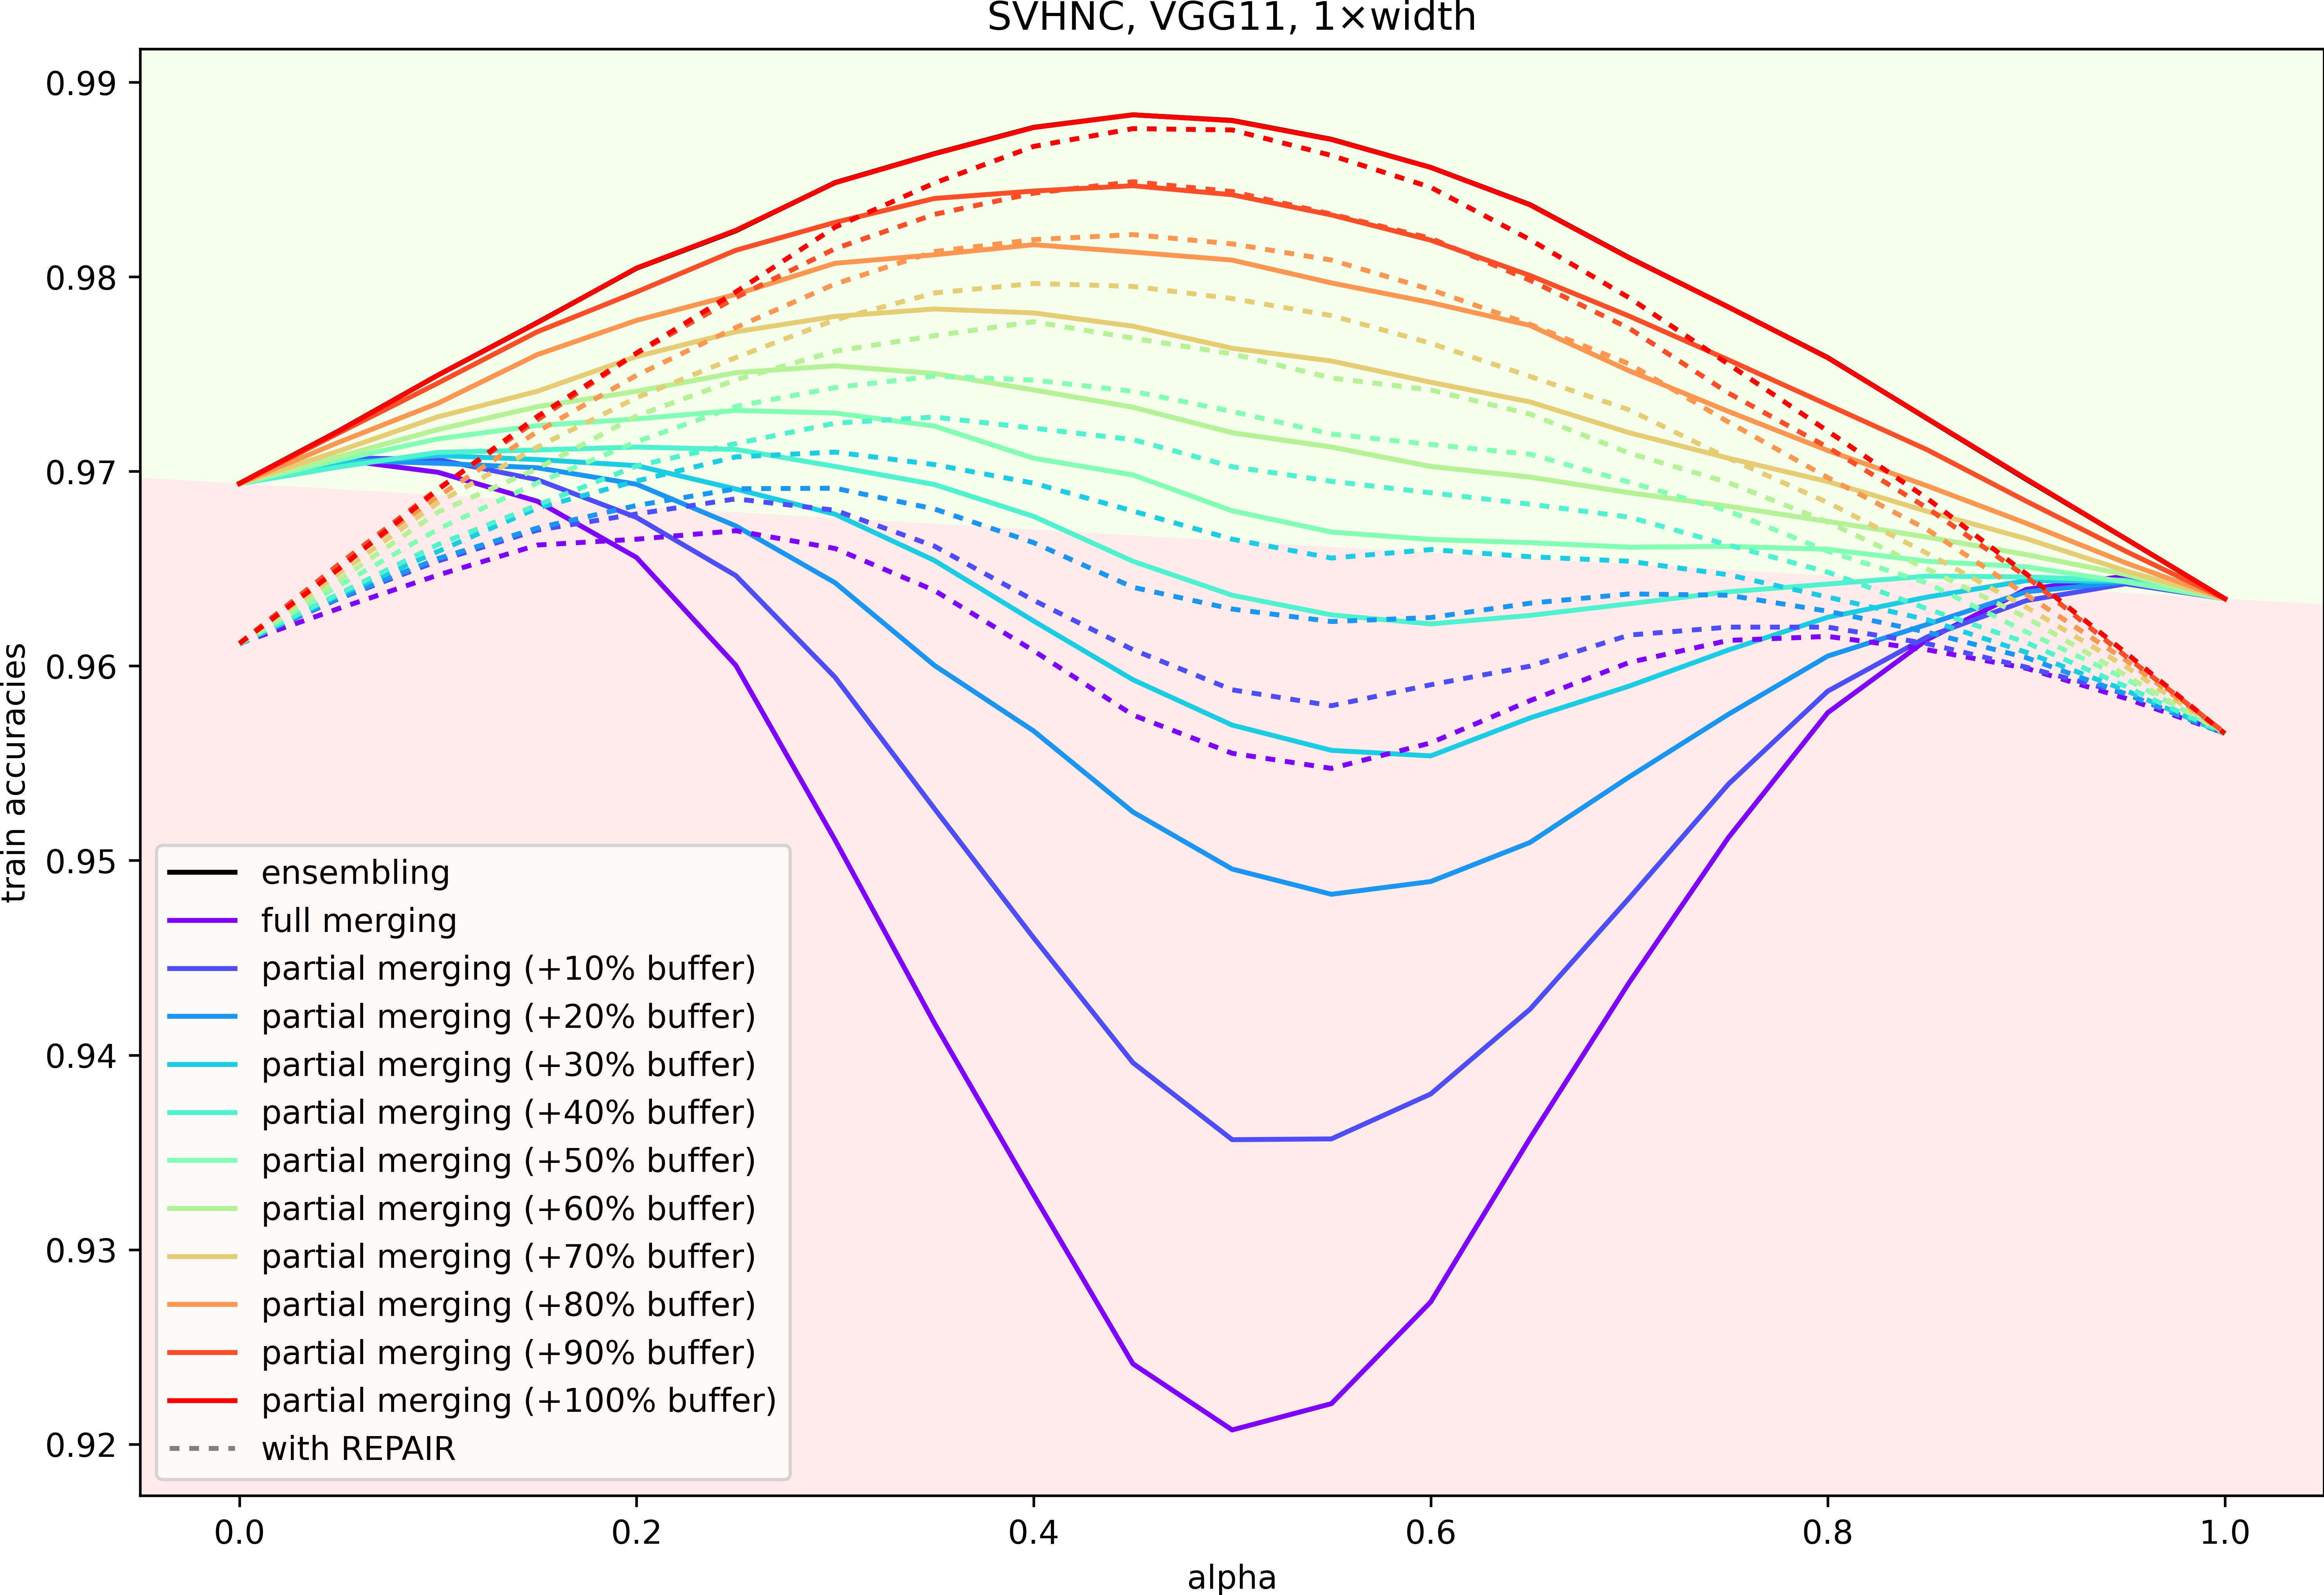 SVHNC, VGG11, 1×width
train accuracies
0.99
0.98
0.97
0.96
0.95
0.94
0.93
0.92
ensembling
full merging
partial merging (+10% buffer)
partial merging (+20% buffer)
partial merging (+30% buffer)
partial merging (+40% buffer)
partial merging (+50% buffer)
partial merging (+60% buffer)
partial merging (+70% buffer)
partial merging (+80% buffer)
partial merging (+90% buffer)
partial merging (+100% buffer)
with REPAIR
0.0 0.2 0.4 0.6 0.8 1.0
alpha